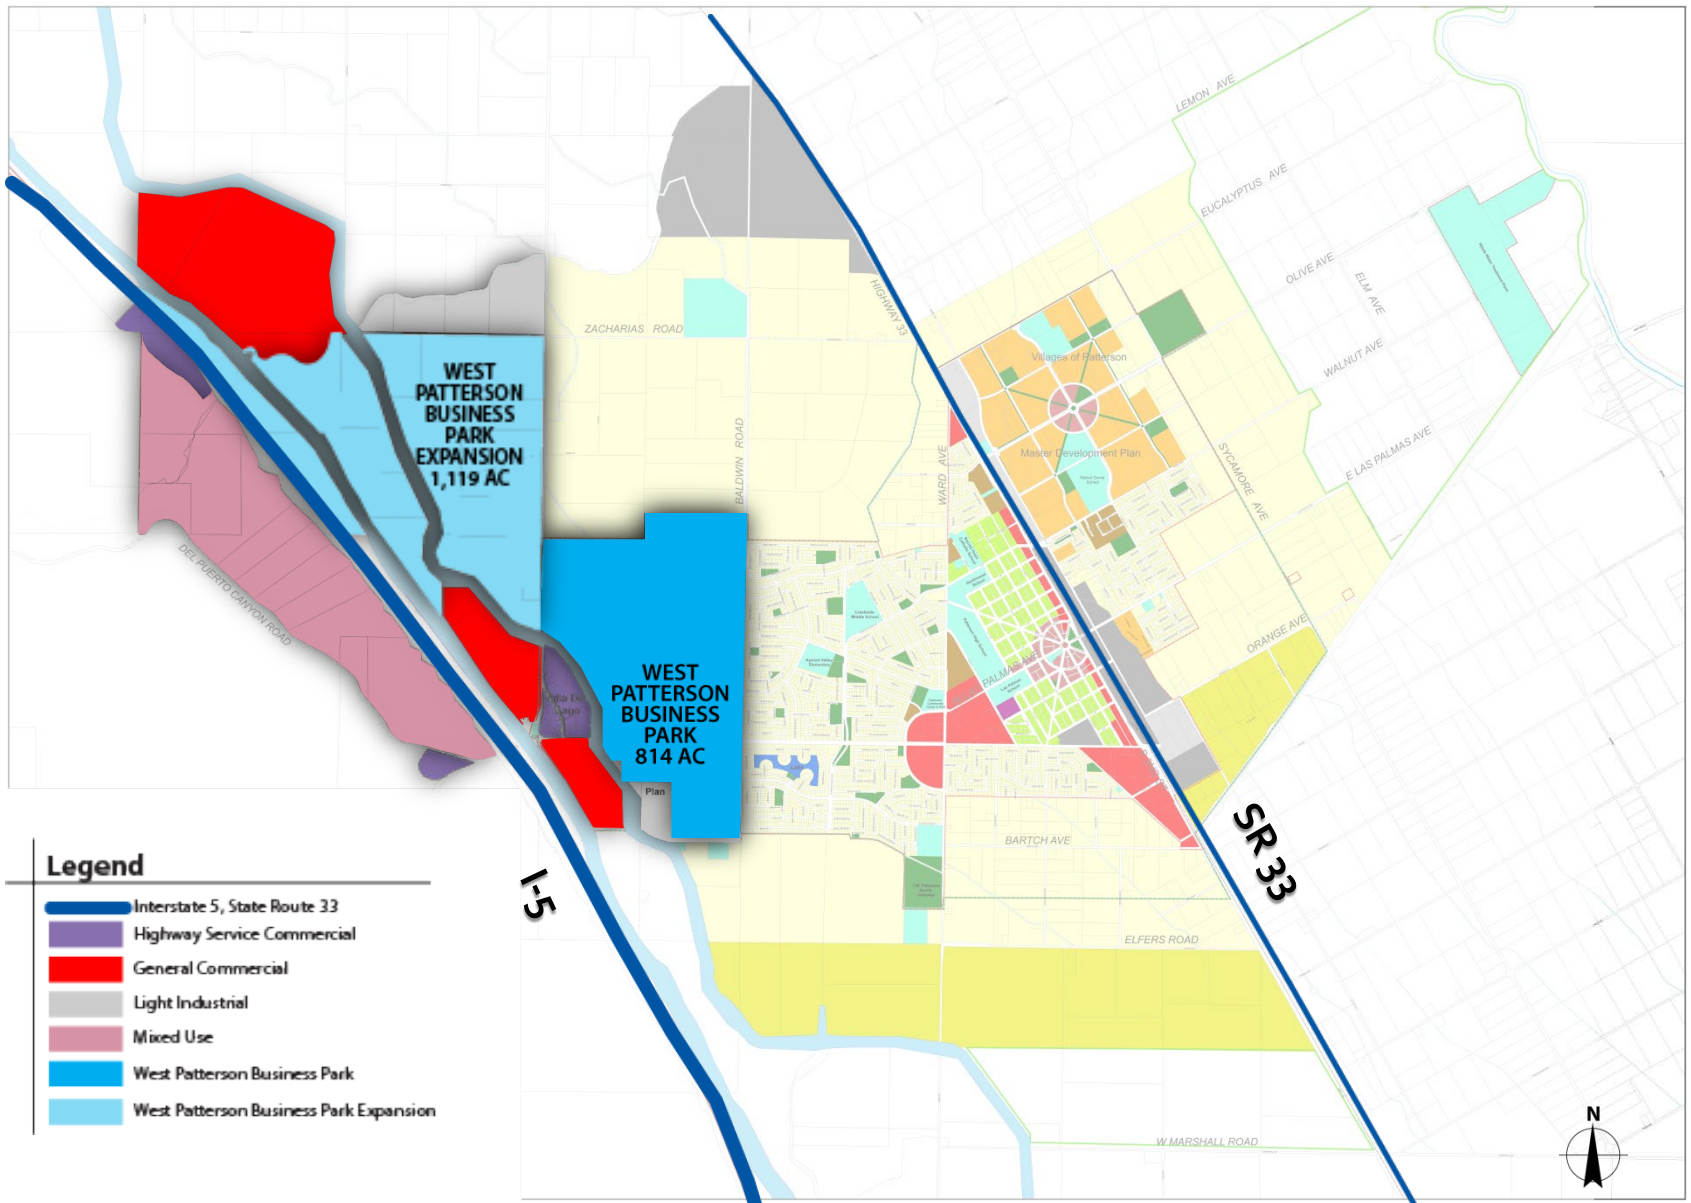 LEMON AVE
EUCALYPTUS AVE
OLIVE AVE
ELM AVE
WALNUT AVE
HIGHWAY 33
ZACHARIAS ROAD
Villages of Patterson
WEST
PATTERSON
BUSINESS
PARK
EXPANSION
1,119 AC
BALDWIN ROAD
WARD AVE
Master Development Plan
SYCAMORE AVE
E LAS PALMAS AVE
DEL PUERTO CANYON ROAD
ORANGE AVE
PALMAS AVE
WEST
PATTERSON
BUSINESS
PARK
814 AC
Plan
BARTCH AVE
SR 33
I-5
ELFERS ROAD
W MARSHALL ROAD
N
Legend
Interstate 5, State Route 33
Highway Service Commercial
General Commercial
Light Industrial
Mixed Use
West Patterson Business Park
West Patterson Business Park Expansion